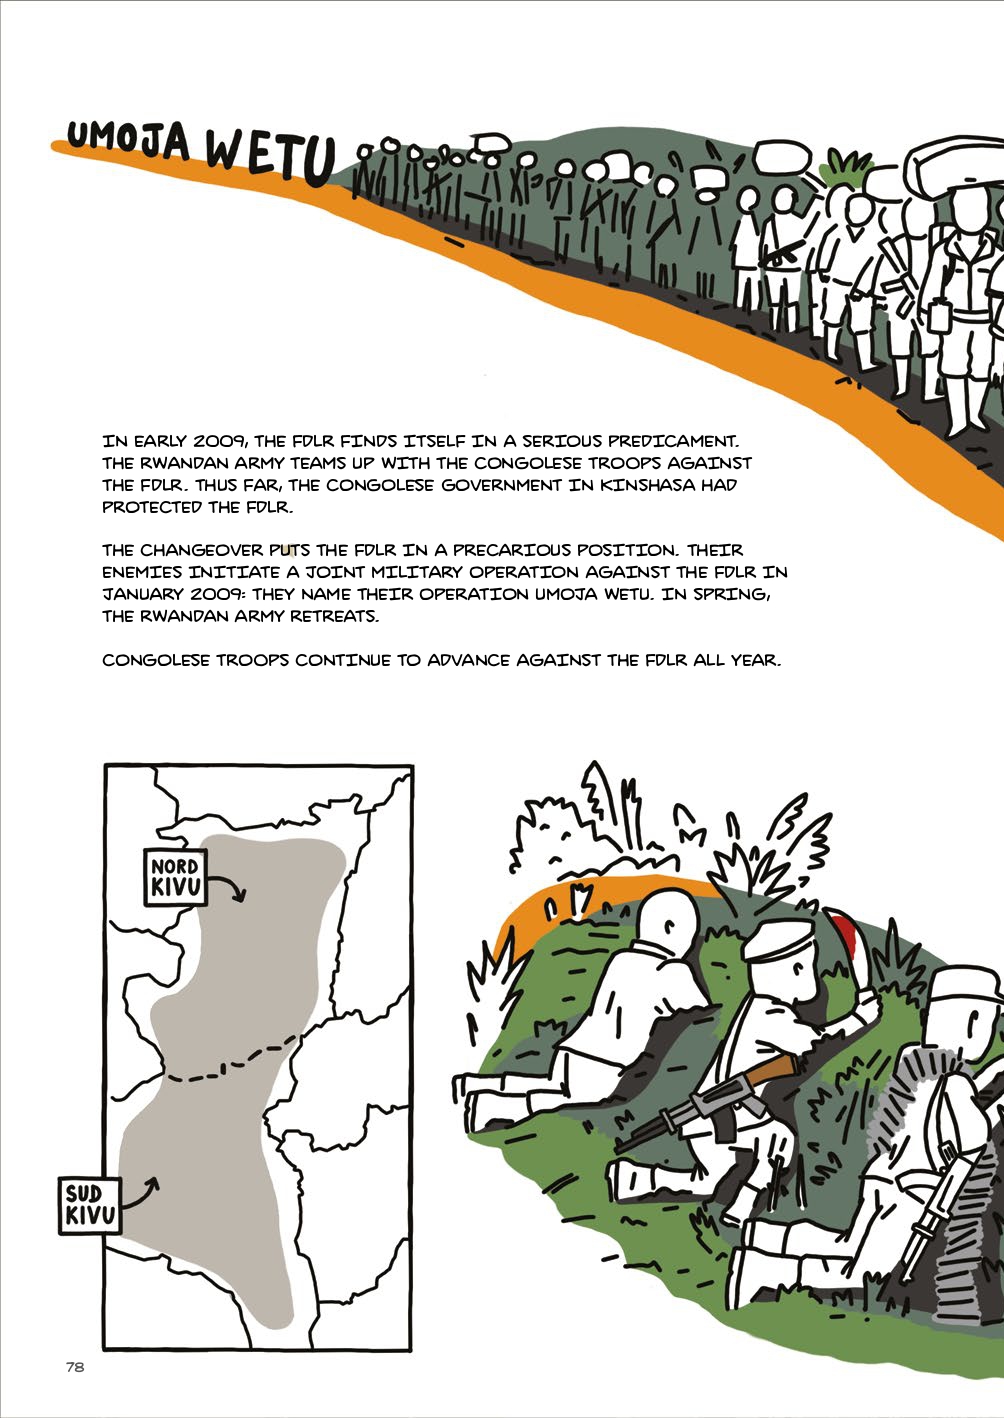 UMOJA WETU
IN EARLY 2009, THE FDLR FINDS ITSELF IN A SERIOUS PREDICAMENT.
THE RWANDAN ARMY TEAMS UP WITH THE CONGOLESE TROOPS AGAINST
THE FDLR. THUS FAR, THE CONGOLESE GOVERNMENT IN KINSHASA HAD
PROTECTED THE FDLR.
THE CHANGEOVER PUTS THE FDLR IN A PRECARIOUS POSITION. THEIR
ENEMIES INITIATE A JOINT MILITARY OPERATION AGAINST THE FDLR IN
JANUARY 2009: THEY NAME THEIR OPERATION UMOJA WETU. IN SPRING,
THE RWANDAN ARMY RETREATS.
CONGOLESE TROOPS CONTINUE TO ADVANCE AGAINST THE FDLR ALL YEAR.
NORD
KIVU
SUD
KIVU
78